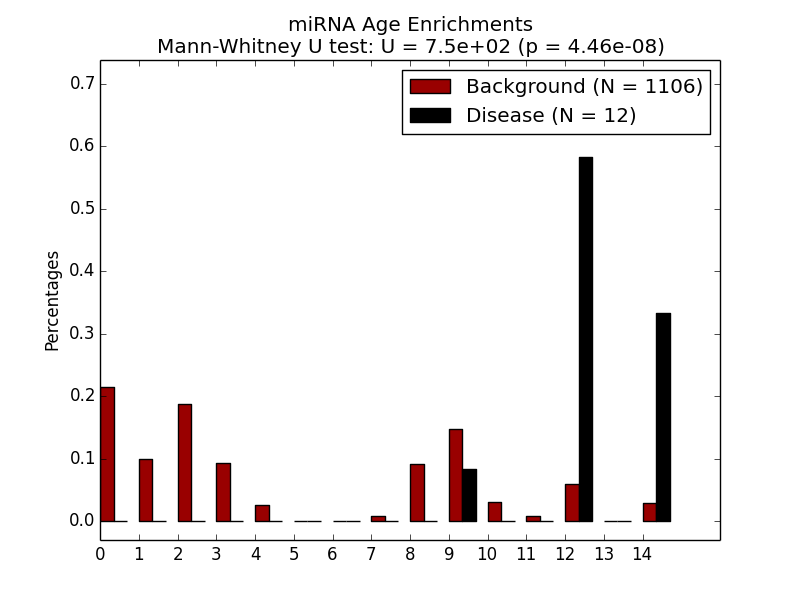 miRNA Age Enrichments
Mann-Whitney U test: U = 7.5e+02 (p = 4.46e-08)
Background (N = 1106)
Disease (N = 12)
Percentages
0.7
0.6
0.5
0.4
0.3
0.2
0.1
0.0
0 1 2 3 4 5 6 7 8 9 10 11 12 13 14